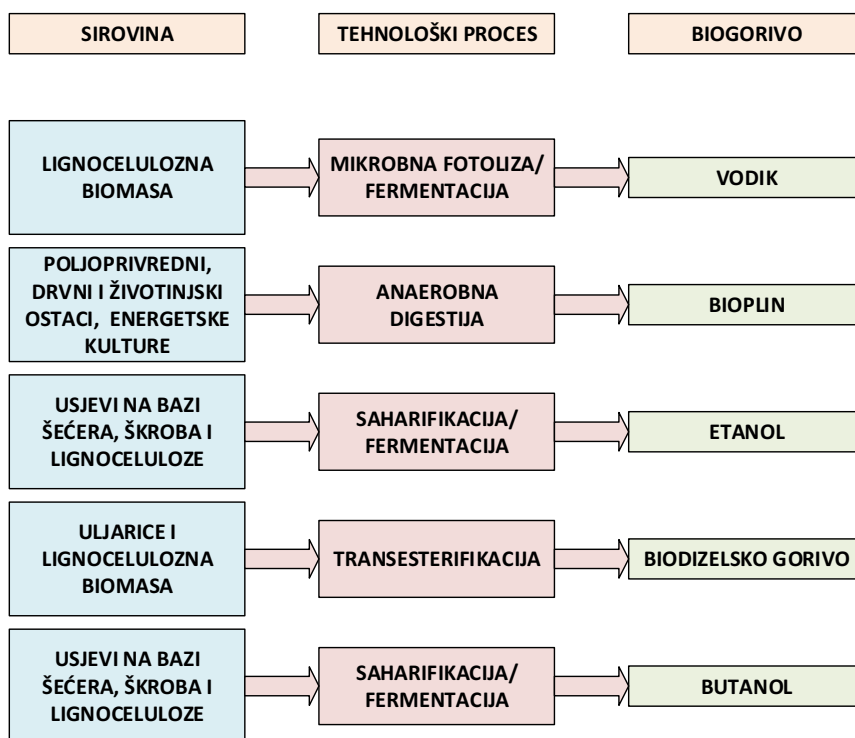 SIROVINA
TEHNOLOŠKI PROCES
BIOGORIVO
LIGNOCELULOZNA
BIOMASA
MIKROBNA FOTOLIZA/
FERMENTACIJA
VODIK
POLJOPRIVREDNI,
DRVNI I ŽIVOTINJSKI
OSTACI, ENERGETSKE
KULTURE
ANAEROBNA
DIGESTIJA
BIOPLIN
USJEVI NA BAZI
ŠEĆERA, ŠKROBA I
LIGNOCELULOZE
SAHARIFIKACIJA/
FERMENTACIJA
ETANOL
ULJARICE I
LIGNOCELULOZNA
BIOMASA
TRANSESTERIFIKACIJA
BIODIZELSKO GORIVO
USJEVI NA BAZI
ŠEĆERA, ŠKROBA I
LIGNOCELULOZE
SAHARIFIKACIJA/
FERMENTACIJA
BUTANOL